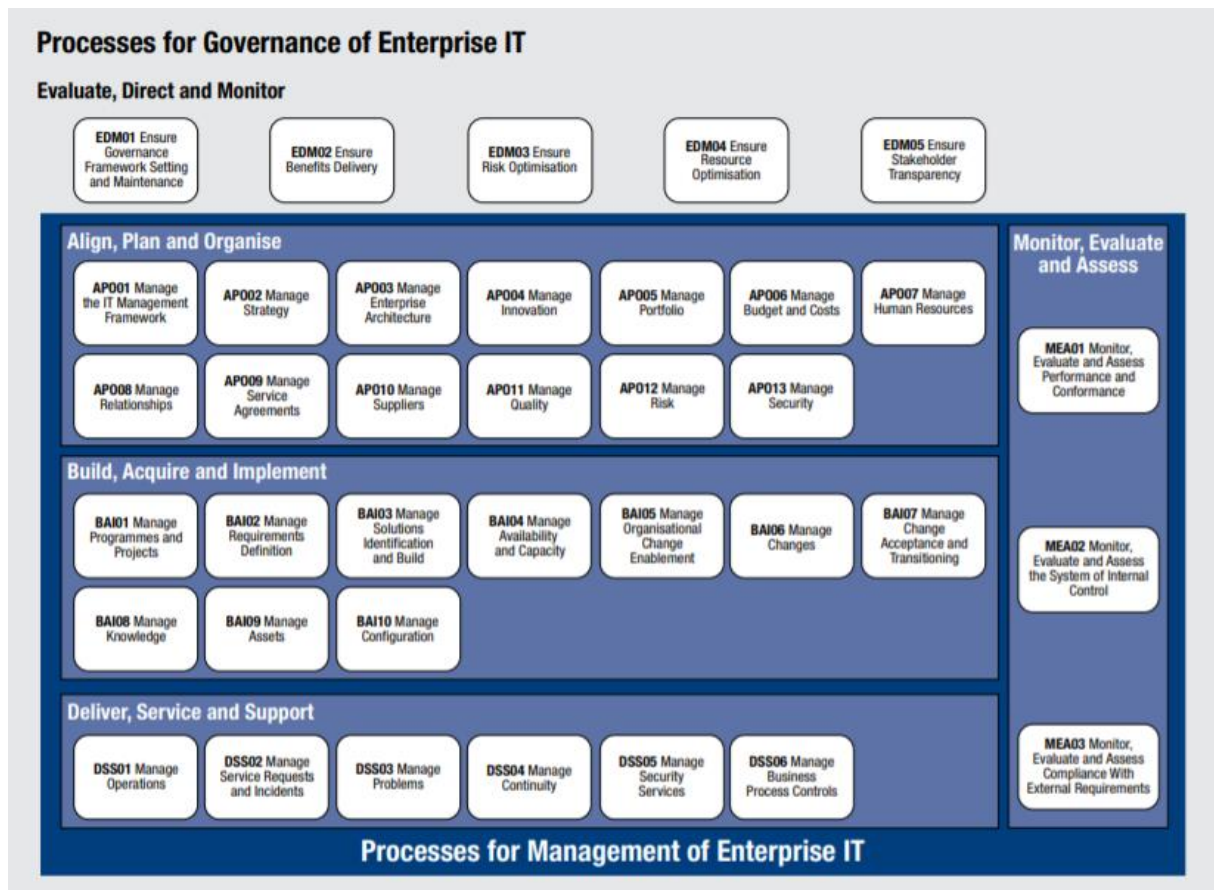 Processes for Governance of Enterprise IT
Evaluate, Direct and Monitor
EDM01 Ensure
Governance
Framework Setting
and Maintenance
EDM02 Ensure
Benefits Delivery
EDM03 Ensure
Risk Optimisation
EDM04 Ensure
Resource
Optimisation
EDM05 Ensure
Stakeholder
Transparency
Align, Plan and Organise
APO01 Manage
the IT Management
Framework
APO02 Manage
Strategy
APO03 Manage
Enterprise
Architecture
APO04 Manage
Innovation
APO05 Manage
Portfolio
APO06 Manage
Budget and Costs
APO07 Manage
Human Resources
APO08 Manage
Relationships
APO09 Manage
Service
Agreements
APO10 Manage
Suppliers
APO11 Manage
Quality
APO12 Manage
Risk
APO13 Manage
Security
Build, Acquire and Implement
BAI01 Manage
Programmes and
Projects
BAI02 Manage
Requirements
Definition
BAI03 Manage
Solutions
Identification
and Build
BAI04 Manage
Availability
and Capacity
BAI05 Manage
Organisational
Change
Enablement
BAI06 Manage
Changes
BAI07 Manage
Change
Acceptance and
Transitioning
BAI08 Manage
Knowledge
BAI09 Manage
Assets
BAI10 Manage
Configuration
Deliver, Service and Support
DSS01 Manage
Operations
DSS02 Manage
Service Requests
and Incidents
DSS03 Manage
Problems
DSS04 Manage
Continuity
DSS05 Manage
Security
Services
DSS06 Manage
Business
Process Controls
Monitor, Evaluate
and Assess
MEA01 Monitor,
Evaluate and Assess
Performance and
Conformance
MEA02 Monitor,
Evaluate and Assess
the System of Internal
Control
MEA03 Monitor,
Evaluate and Assess
Compliance With
External Requirements
Processes for Management of Enterprise IT